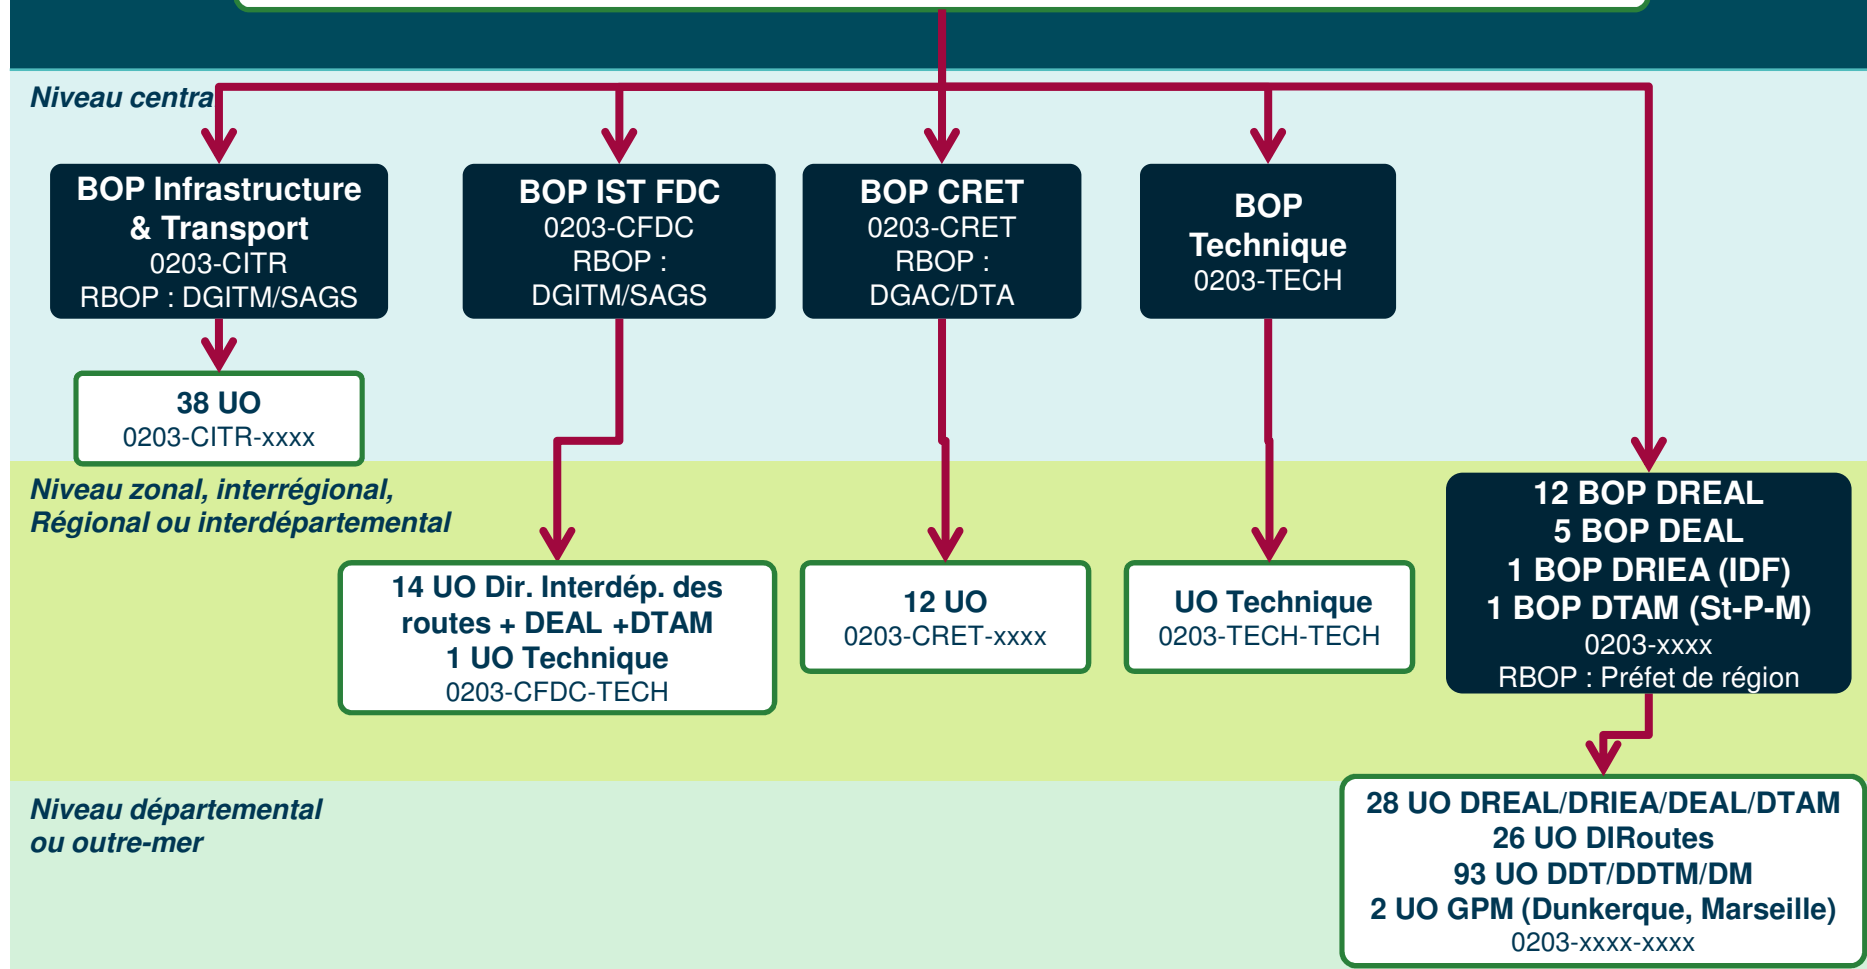 Niveau centra
BOP Infrastructure
& Transport
0203-CITR
RBOP : DGITM/SAGS
BOP IST FDC
0203-CFDC
RBOP :
DGITM/SAGS
BOP CRET
0203-CRET
RBOP :
DGAC/DTA
BOP
Technique
0203-TECH
38 UO
0203-CITR-xxxx
Niveau zonal, interrégional,
Régional ou interdépartemental
14 UO Dir. Interdép. des
routes + DEAL +DTAM
1 UO Technique
0203-CFDC-TECH
12 UO
0203-CRET-xxxx
UO Technique
0203-TECH-TECH
12 BOP DREAL
5 BOP DEAL
1 BOP DRIEA (IDF)
1 BOP DTAM (St-P-M)
0203-xxxx
RBOP : Préfet de région
Niveau départemental
ou outre-mer
28 UO DREAL/DRIEA/DEAL/DTAM
26 UO DIRoutes
93 UO DDT/DDTM/DM
2 UO GPM (Dunkerque, Marseille)
0203-xxxx-xxxx